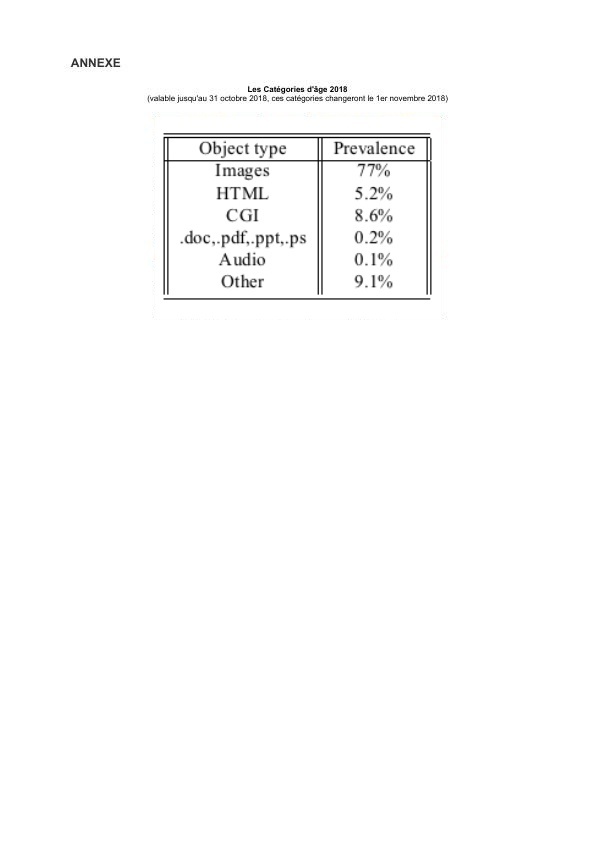 ANNEXE
Les Catégories d'âge 2018
(valable jusqu'au 31 octobre 2018, ces catégories changeront le 1er novembre 2018)
Object type Prevalence
Images 77%
HTML 5.2%
CGI 8.6%
.doc,.pdf,.ppt,.ps 0.2%
Audio 0.1%
Other 9.1%